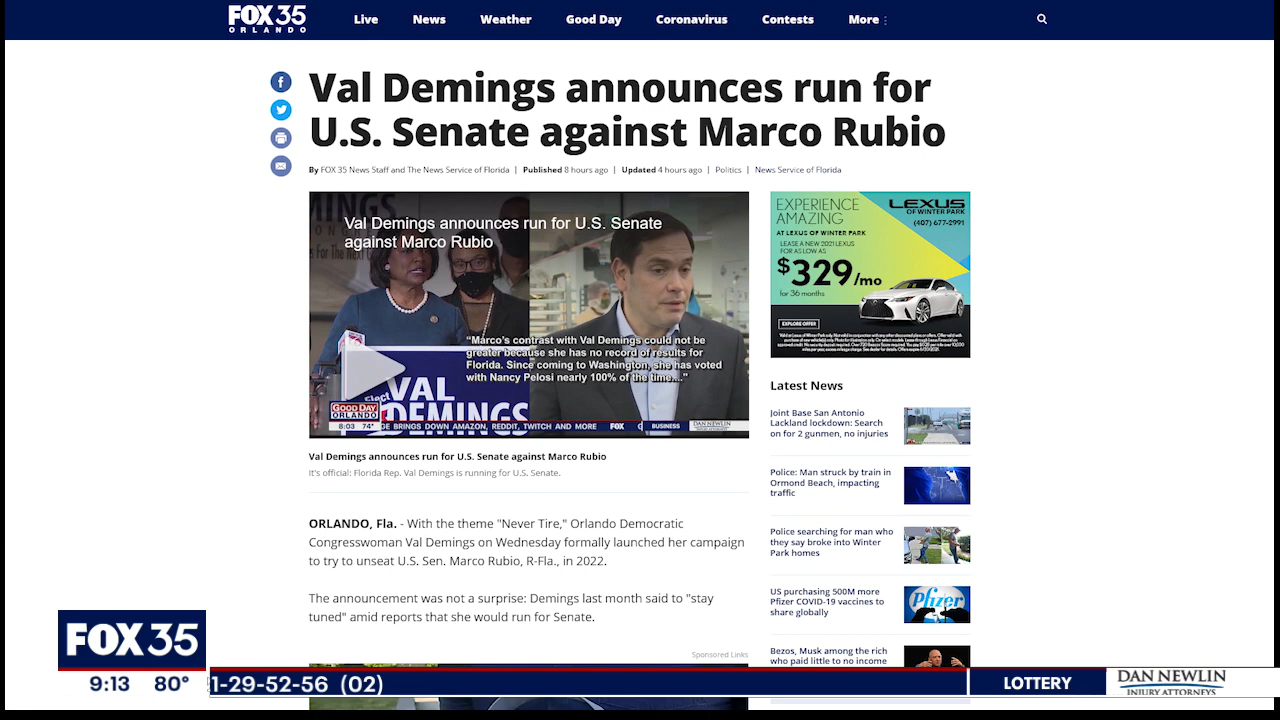 FOX 35
ORLANDO
Live
News
Weather
Good Day
Coronavirus
Contests
More
Val Demings announces run for
U.S. Senate against Marco Rubio
By FOX 35 News Staff and The News Service of Florida | Published 8 hours ago | Updated 4 hours ago | Politics | News Service of Florida
Val Demings announces run for U.S. Senate
against Marco Rubio
"Marco's contrast with Val Demings could not be
greater because she has no record of results for
Florida. Since coming to Washington, she has voted
with Nancy Pelosi nearly 100% of the time..."
Elect
VAL
DEMINGS
GOOD DAY
ORLANDO
8:03 74°
GE BRINGS DOWN AMAZON, REDDIT, TWITCH AND MORE
FOX
BUSINESS
DAN NEWLIN
Val Demings announces run for U.S. Senate against Marco Rubio
It's official: Florida Rep. Val Demings is running for U.S. Senate.
ORLANDO, Fla. - With the theme "Never Tire," Orlando Democratic
Congresswoman Val Demings on Wednesday formally launched her campaign
to try to unseat U.S. Sen. Marco Rubio, R-Fla., in 2022.
The announcement was not a surprise: Demings last month said to "stay
tuned" amid reports that she would run for Senate.
Sponsored Links
EXPERIENCE
AMAZING
LEXUS
OF WINTER PARK
(407) 677-2991
AT LEXUS OF WINTER PARK
LEASE A NEW 2021 LEXUS
FOR AS LOW AS
$329/mo
for 36 months
EXPLORE OFFER
Latest News
Joint Base San Antonio
Lackland lockdown: Search
on for 2 gunmen, no injuries
Police: Man struck by train in
Ormond Beach, impacting
traffic
Police searching for man who
they say broke into Winter
Park homes
US purchasing 500M more
Pfizer COVID-19 vaccines to
share globally
Pfizer
Bezos, Musk among the rich
who paid little to no income
FOX 35
9:13 80°
1-29-52-56 (02)
LOTTERY
DAN NEWLIN
INJURY ATTORNEYS